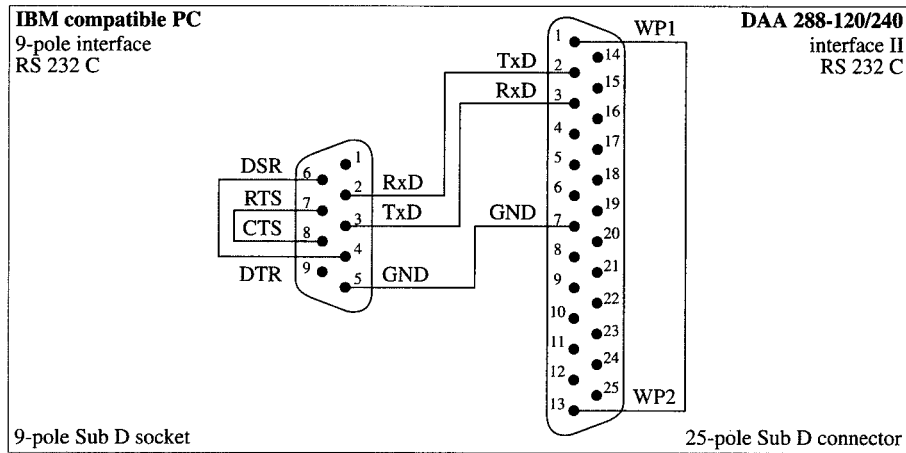 IBM compatible PC
9-pole interface
RS 232 C
DAA 288-120/240
interface II
RS 232 C
WP1
TxD
RxD
1
2
3
4
5
6
7
8
9
10
11
12
13
14
15
16
17
18
19
20
21
22
23
24
25
DSR
RTS
CTS
DTR
6
7
8
9
1
2
3
4
5
RxD
TxD
GND
GND
WP2
9-pole Sub D socket
25-pole Sub D connector